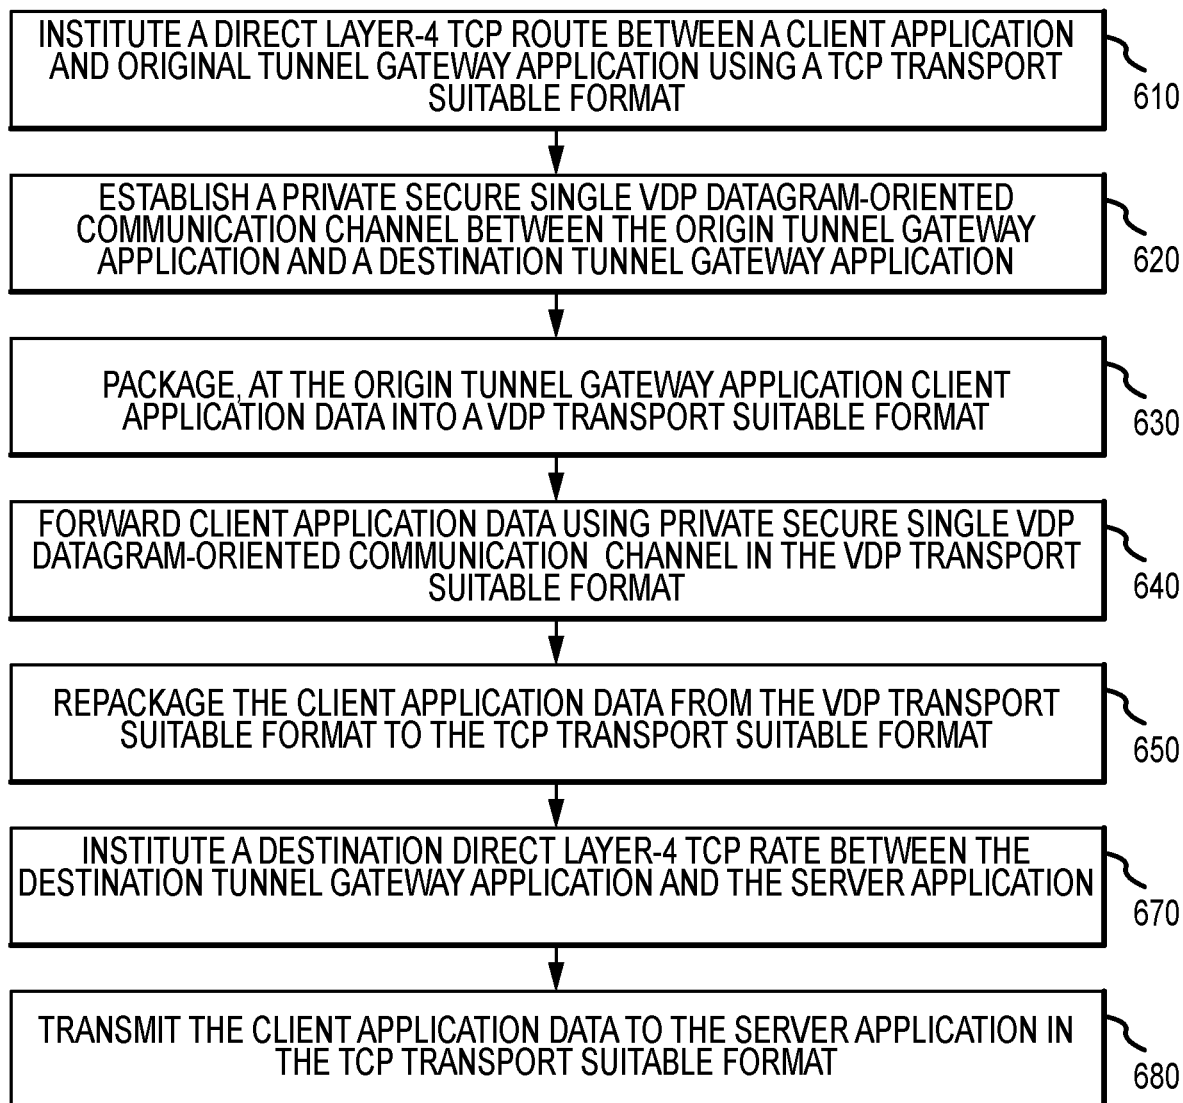 INSTITUTE A DIRECT LAYER-4 TCP ROUTE BETWEEN A CLIENT APPLICATION
AND ORIGINAL TUNNEL GATEWAY APPLICATION USING A TCP TRANSPORT
SUITABLE FORMAT
610
ESTABLISH A PRIVATE SECURE SINGLE VDP DATAGRAM-ORIENTED
COMMUNICATION CHANNEL BETWEEN THE ORIGIN TUNNEL GATEWAY
APPLICATION AND A DESTINATION TUNNEL GATEWAY APPLICATION
620
PACKAGE, AT THE ORIGIN TUNNEL GATEWAY APPLICATION CLIENT
APPLICATION DATA INTO A VDP TRANSPORT SUITABLE FORMAT
630
FORWARD CLIENT APPLICATION DATA USING PRIVATE SECURE SINGLE VDP
DATAGRAM-ORIENTED COMMUNICATION CHANNEL IN THE VDP TRANSPORT
SUITABLE FORMAT
640
REPACKAGE THE CLIENT APPLICATION DATA FROM THE VDP TRANSPORT
SUITABLE FORMAT TO THE TCP TRANSPORT SUITABLE FORMAT
650
INSTITUTE A DESTINATION DIRECT LAYER-4 TCP RATE BETWEEN THE
DESTINATION TUNNEL GATEWAY APPLICATION AND THE SERVER APPLICATION
670
TRANSMIT THE CLIENT APPLICATION DATA TO THE SERVER APPLICATION IN
THE TCP TRANSPORT SUITABLE FORMAT
680